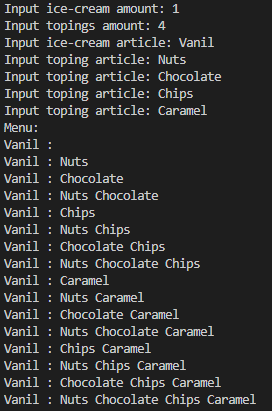 Input ice-cream amount: 1
Input topings amount: 4
Input ice-cream article: Vanil
Input toping article: Nuts
Input toping article: Chocolate
Input toping article: Chips
Input toping article: Caramel
Menu:
Vanil :
Vanil : Nuts
Vanil : Chocolate
Vanil : Nuts Chocolate
Vanil : Chips
Vanil : Nuts Chips
Vanil : Chocolate Chips
Vanil : Nuts Chocolate Chips
Vanil : Caramel
Vanil : Nuts Caramel
Vanil : Chocolate Caramel
Vanil : Nuts Chocolate Caramel
Vanil : Chips Caramel
Vanil : Nuts Chips Caramel
Vanil : Chocolate Chips Caramel
Vanil : Nuts Chocolate Chips Caramel